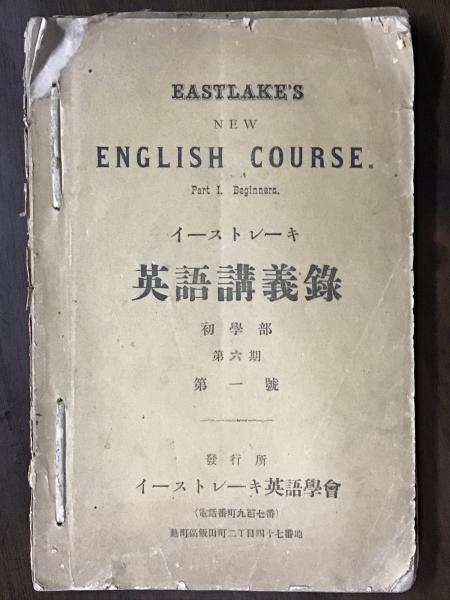 EASTLAKE'S
NEW
ENGLISH COURSE.
Part I. Beginners.
イーストレーキ
英語講義錄
初學部
第六期
第一號
發行所
イーストレーキ英語學會
(電話番町九百七番)
麴町區飯田町二丁目四十七番地